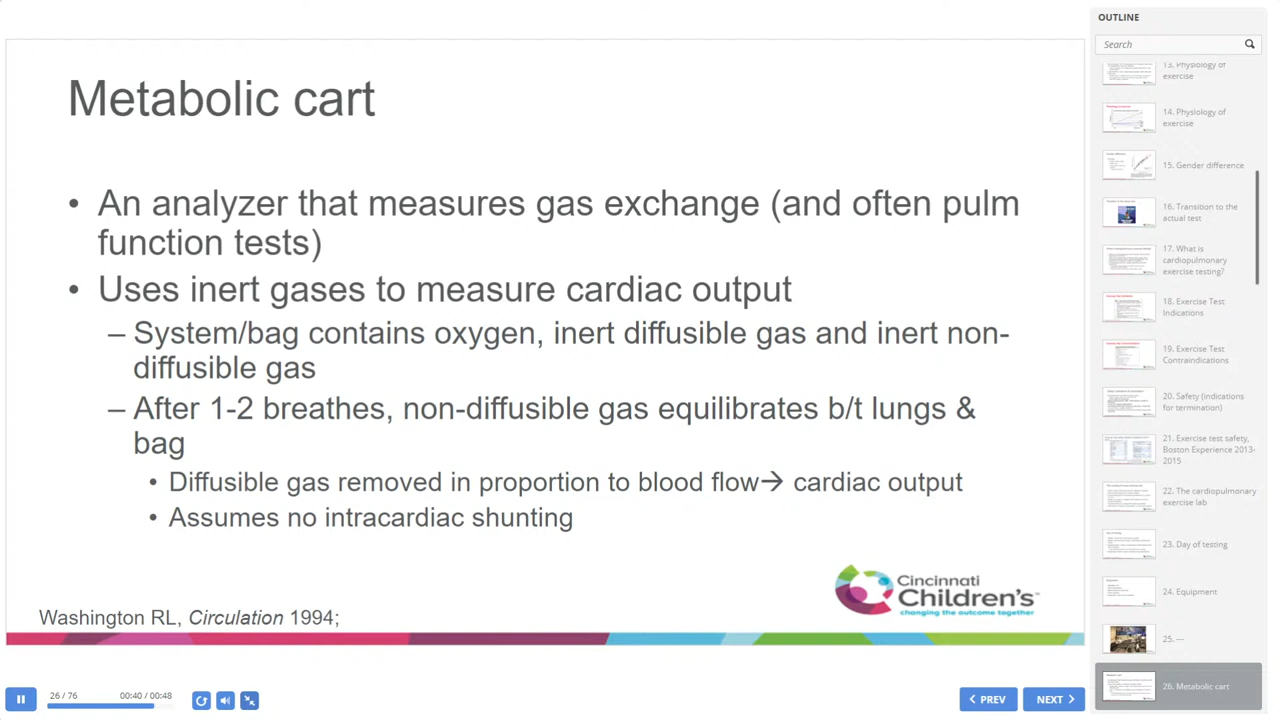 OUTLINE
Search
13. Physiology of
exercise
14. Physiology of
exercise
15. Gender difference
16. Transition to the
actual test
17. What is
cardiopulmonary
exercise testing?
18. Exercise Test
Indications
19. Exercise Test
Contraindications
20. Safety (indications
for termination)
21. Exercise test safety,
Boston Experience 2013-
2015
22. The cardiopulmonary
exercise lab
23. Day of testing
24. Equipment
25. —
26. Metabolic cart
Metabolic cart
• An analyzer that measures gas exchange (and often pulm
function tests)
• Uses inert gases to measure cardiac output
– System/bag contains oxygen, inert diffusible gas and inert non-
diffusible gas
– After 1-2 breathes, non-diffusible gas equilibrates b/t lungs &
bag
• Diffusible gas removed in proportion to blood flow→ cardiac output
• Assumes no intracardiac shunting
Cincinnati
Children's™
changing the outcome together
Washington RL, Circulation 1994;
26 / 76
00:40 / 00:48
< PREV
NEXT >